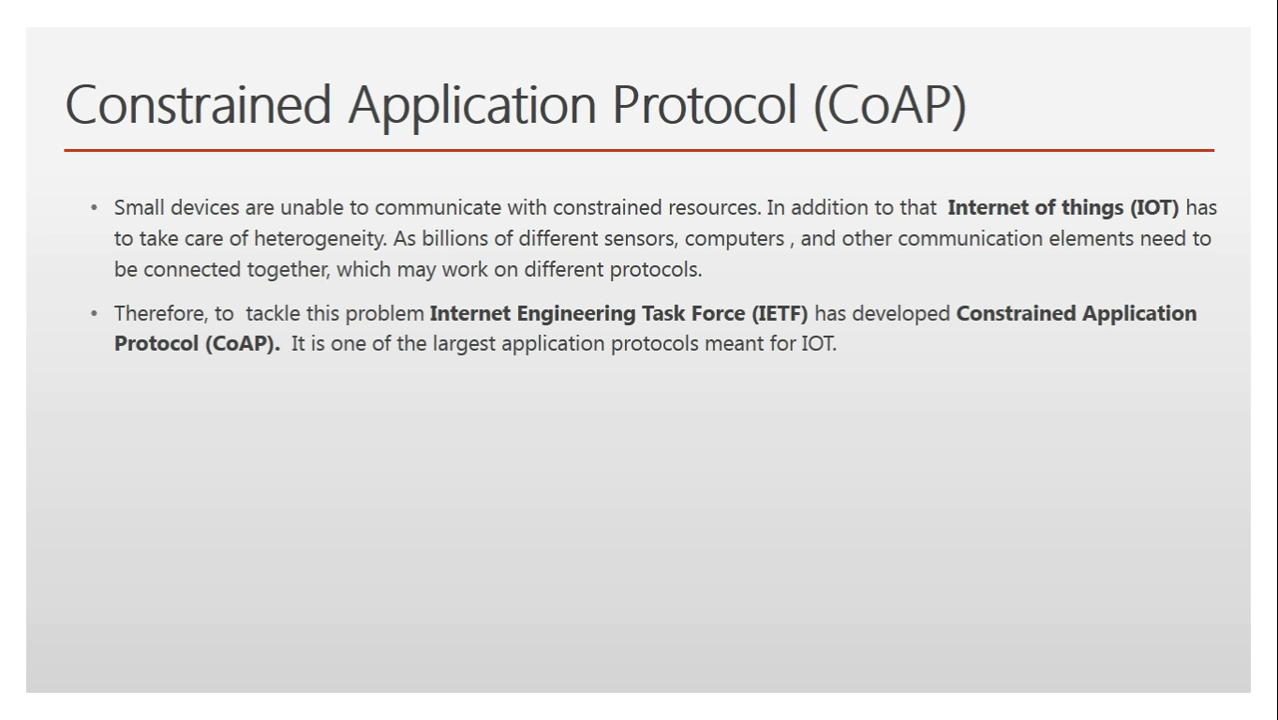 Constrained Application Protocol (CoAP)
• Small devices are unable to communicate with constrained resources. In addition to that  Internet of things (IOT) has
to take care of heterogeneity. As billions of different sensors, computers , and other communication elements need to
be connected together, which may work on different protocols.
• Therefore, to  tackle this problem Internet Engineering Task Force (IETF) has developed Constrained Application
Protocol (CoAP).  It is one of the largest application protocols meant for IOT.